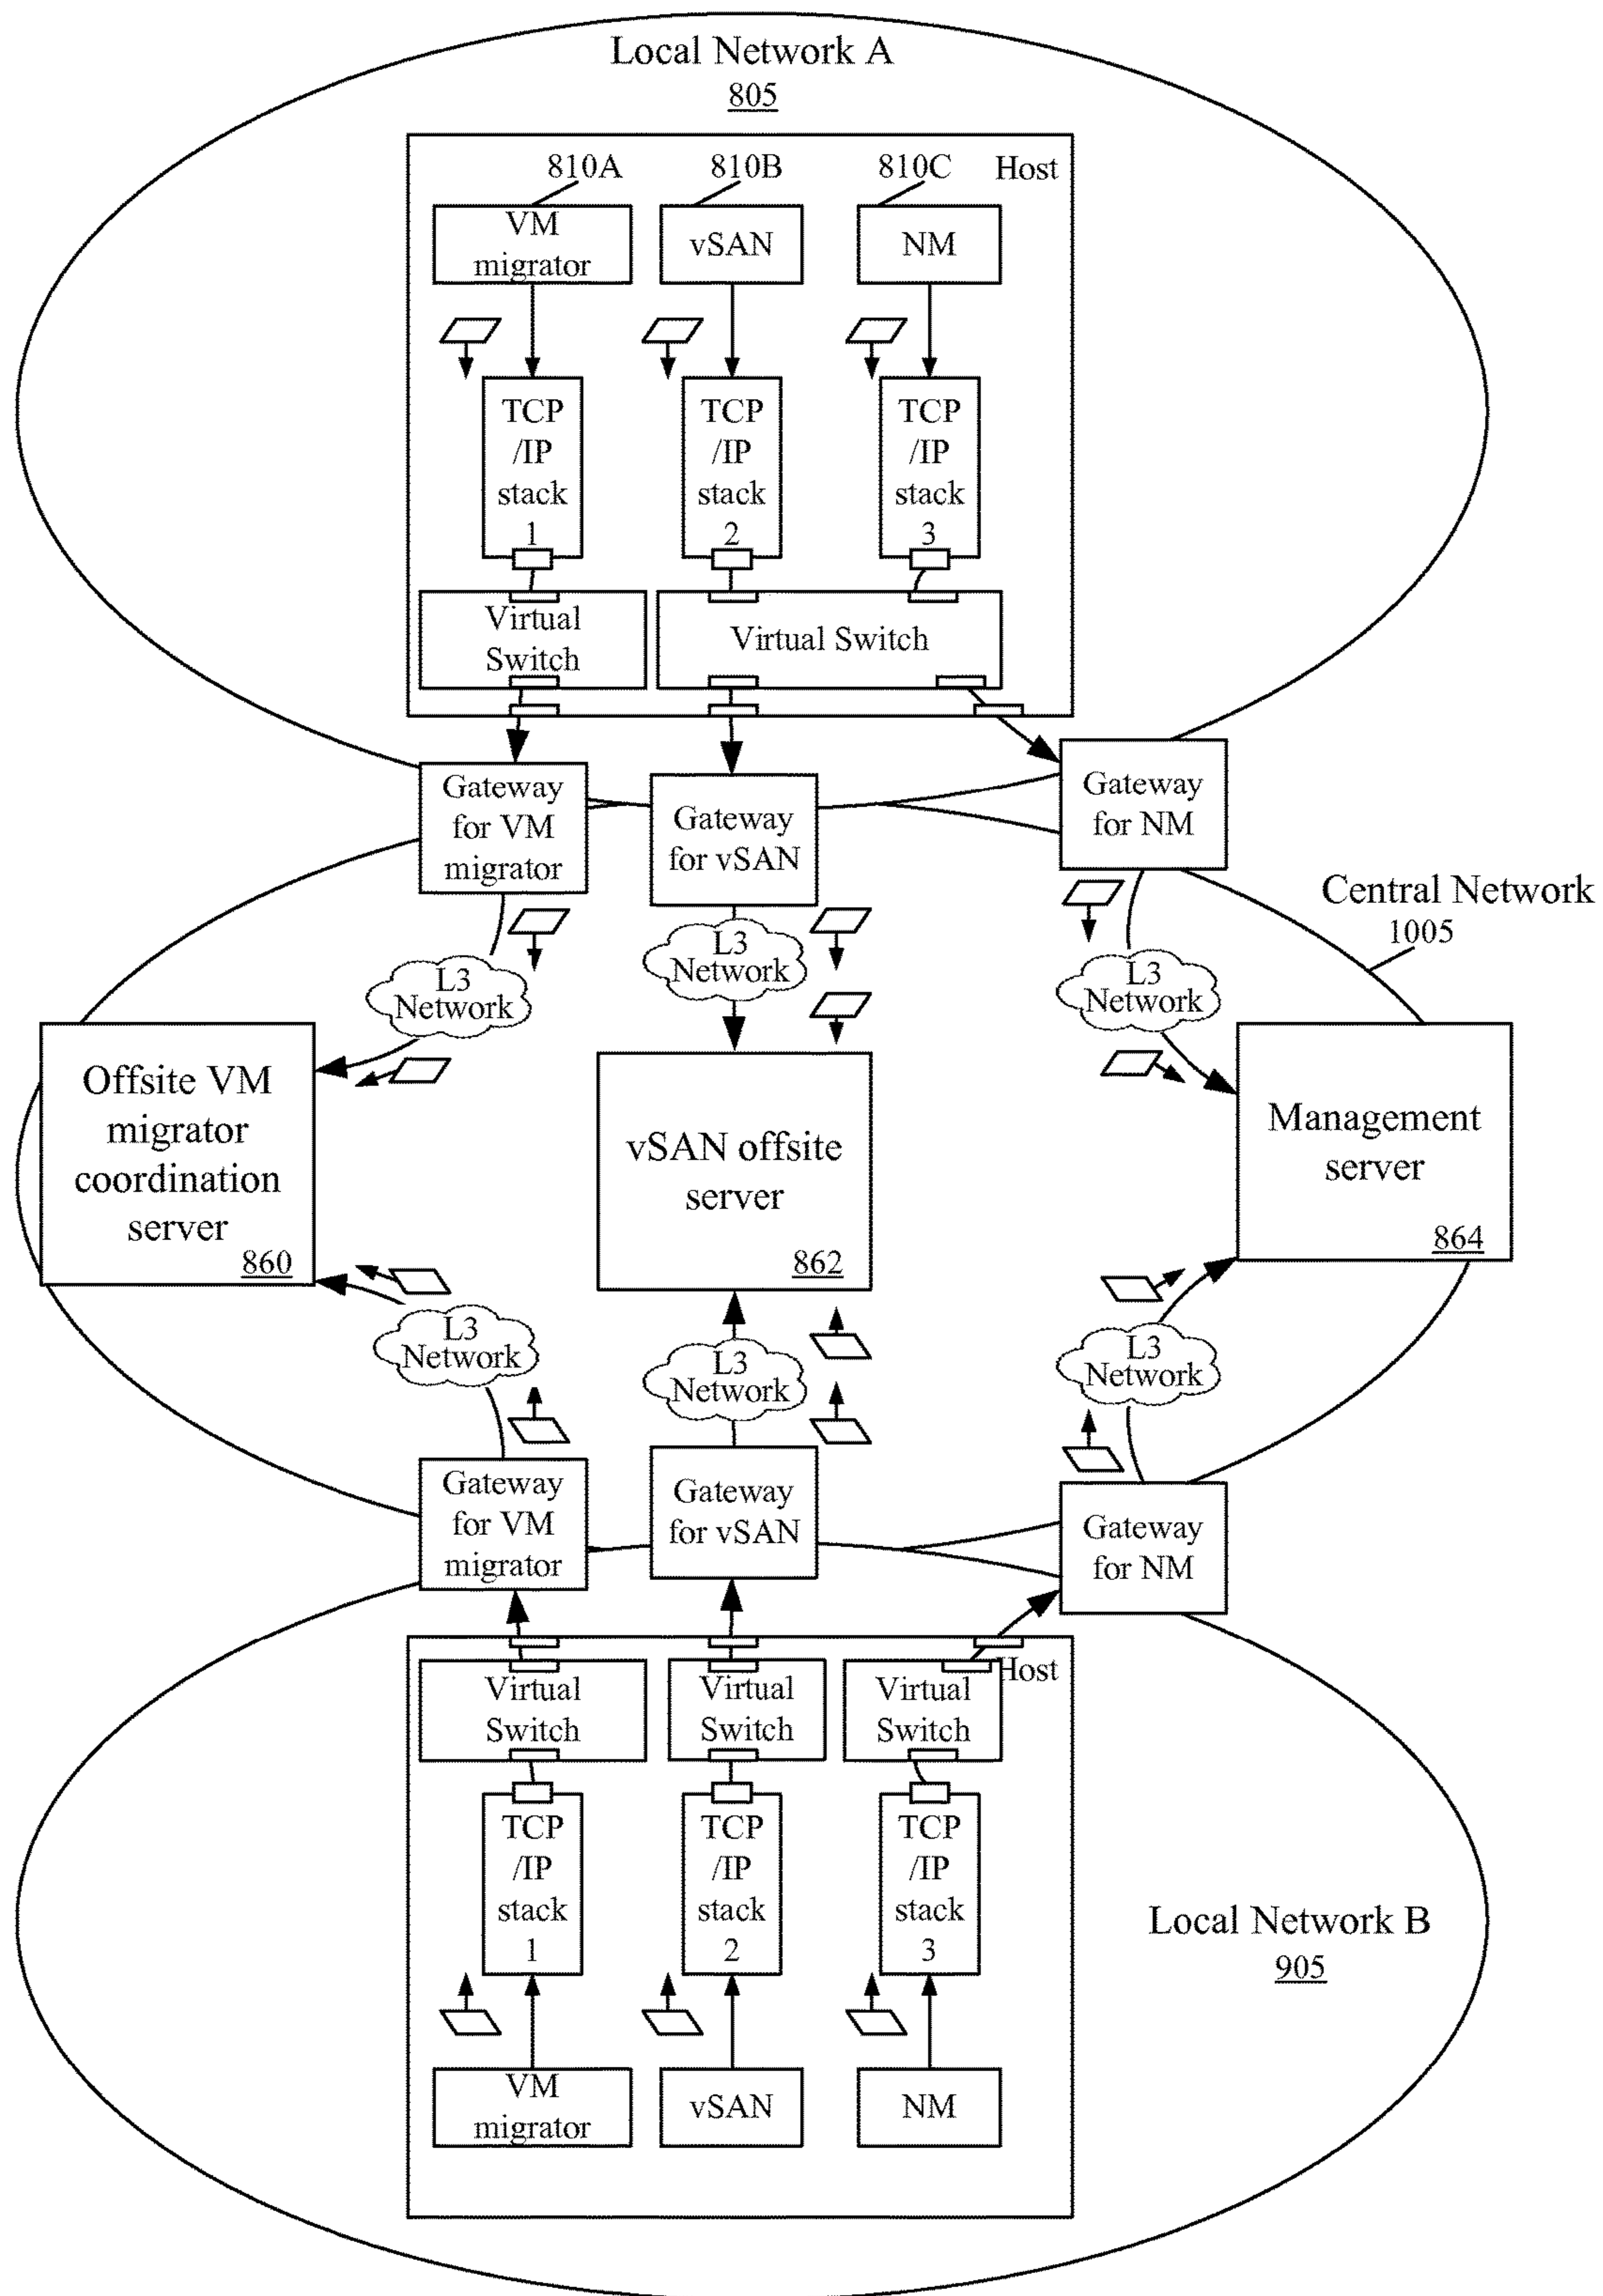 Local Network A
805
810A 810B 810C Host
VM
migrator
vSAN
NM
TCP
/IP
stack
1
TCP
/IP
stack
2
TCP
/IP
stack
3
Virtual
Switch
Virtual Switch
Gateway
for VM
migrator
Gateway
for vSAN
Gateway
for NM
Central Network
1005
L3
Network
L3
Network
L3
Network
Offsite VM
migrator
coordination
server
860
vSAN offsite
server
862
Management
server
864
L3
Network
L3
Network
L3
Network
Gateway
for VM
migrator
Gateway
for vSAN
Gateway
for NM
Host
Virtual
Switch
Virtual
Switch
Virtual
Switch
TCP
/IP
stack
1
TCP
/IP
stack
2
TCP
/IP
stack
3
Local Network B
905
VM
migrator
vSAN
NM